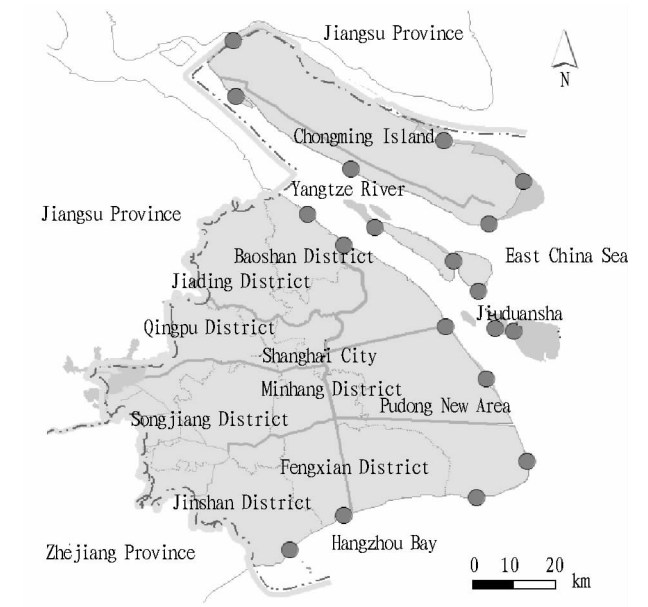 Jiangsu Province
N
Chongming Island
Yangtze River
Jiangsu Province
Baoshan District
East China Sea
Jiading District
Jiuduansha
Qingpu District
Shanghai City
Minhang District
Pudong New Area
Songjiang District
Fengxian District
Jinshan District
Hangzhou Bay
Zhejiang Province
0 10 20
km